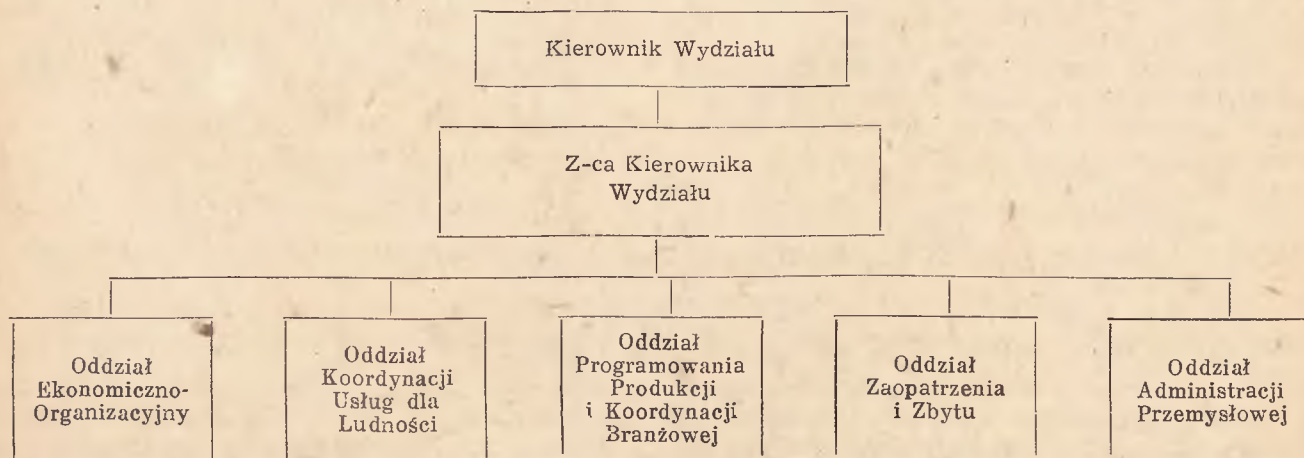 Kierownik Wydziału
Z-ca Kierownika
Wydziału
Oddział
Ekonomiczno-
Organizacyjny
Oddział
Koordynacji
Usług dla
Ludności
Oddział
Programowania
Produkcji
i Koordynacji
Branżowej
Oddział
Zaopatrzenia
i Zbytu
Oddział
Administracji
Przemysłowej